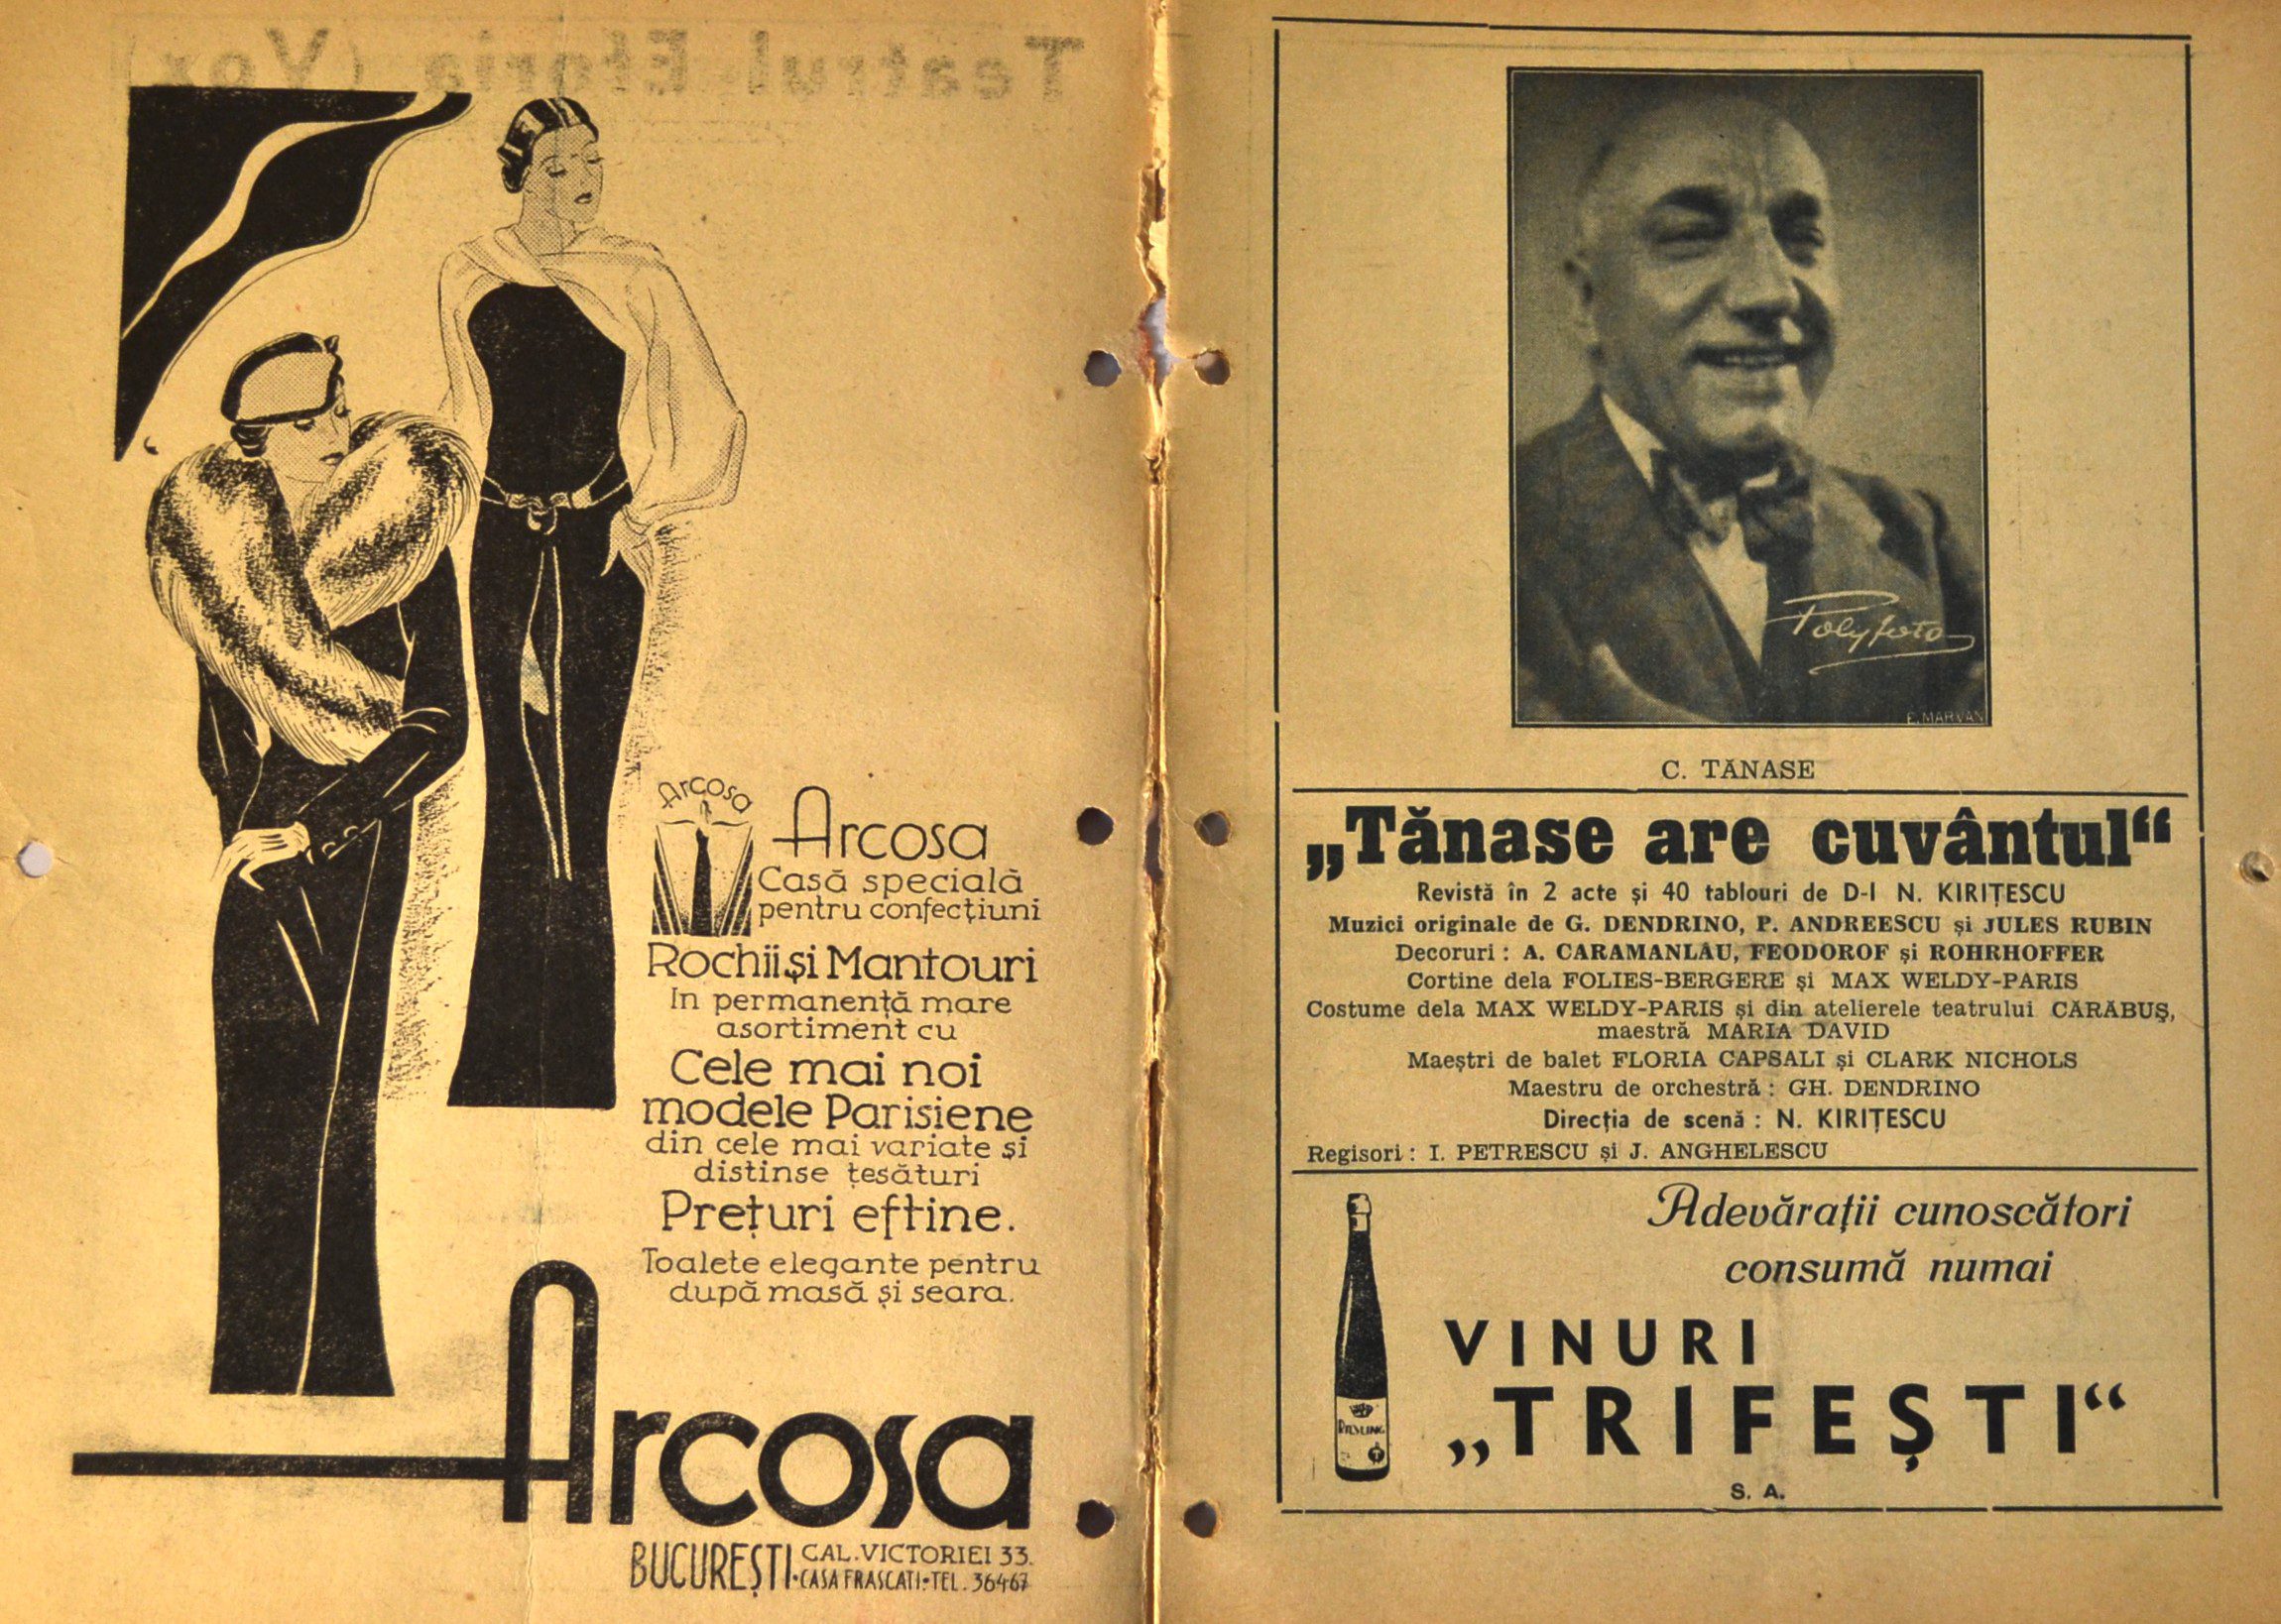 Teatrul Eforia (Vox)
Arcosa
Arcosa
Casă specială
pentru confecțiuni
Rochii și Mantouri
In permanență mare
asortiment cu
Cele mai noi
modele Parisiene
din cele mai variate și
distinse țesături
Prețuri eftine.
Toalete elegante pentru
după masă și seara.
Arcosa
BUCUREȘTI • CAL. VICTORIEI 33.
CASA FRASCATI • TEL. 36467
Polyfoto
E. MARVAN
C. TĂNASE
„Tănase are cuvântul“
Revistă în 2 acte și 40 tablouri de D-l N. KIRIȚESCU
Muzici originale de G. DENDRINO, P. ANDREESCU și JULES RUBIN
Decoruri : A. CARAMANLĂU, FEODOROF și ROHRHOFFER
Cortine dela FOLIES-BERGERE și MAX WELDY-PARIS
Costume dela MAX WELDY-PARIS și din atelierele teatrului CĂRĂBUȘ,
maestră MARIA DAVID
Maeștri de balet FLORIA CAPSALI și CLARK NICHOLS
Maestru de orchestră : GH. DENDRINO
Direcția de scenă : N. KIRIȚESCU
Regisori : I. PETRESCU și J. ANGHELESCU
Adevărații cunoscători
consumă numai
VINURI
„TRIFEȘTI“
S. A.
RIESLING